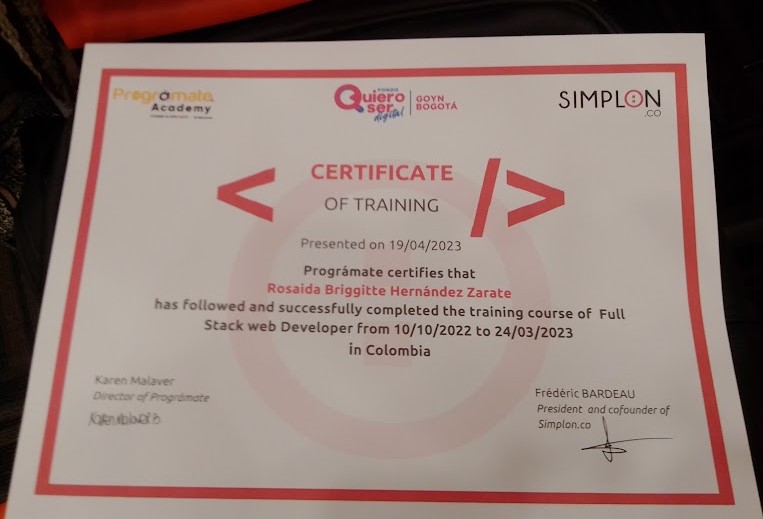 Prográmate
Academy
FONDO
Quiero
ser
digital
GOYN
BOGOTÁ
SIMPLON
.CO
< CERTIFICATE />
OF TRAINING
Presented on 19/04/2023
Prográmate certifies that
Rosaida Briggitte Hernández Zarate
has followed and successfully completed the training course of Full
Stack web Developer from 10/10/2022 to 24/03/2023
in Colombia
Karen Malaver
Director of Prográmate
Frédéric BARDEAU
President and cofounder of
Simplon.co